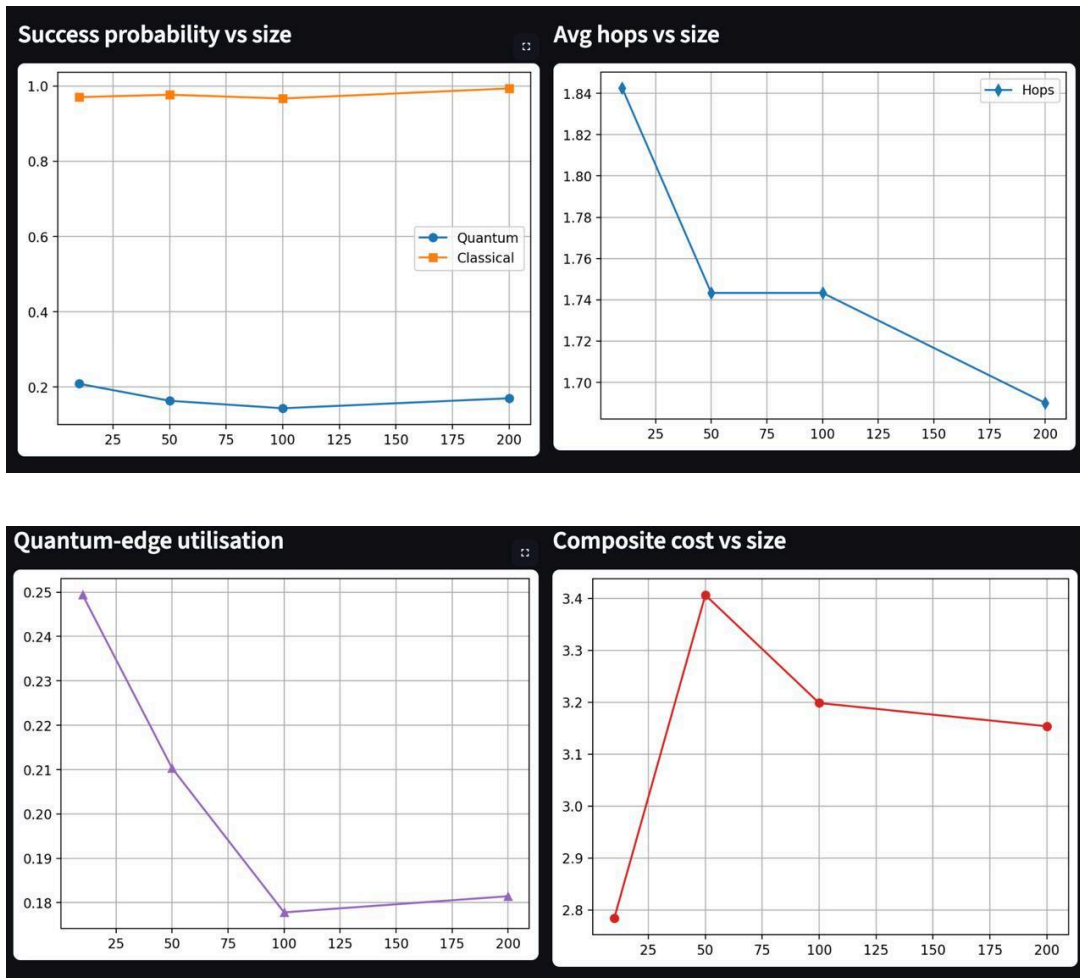 Success probability vs size
1.0
0.8
0.6
0.4
0.2
Quantum
Classical
25 50 75 100 125 150 175 200
Avg hops vs size
1.84
1.82
1.80
1.78
1.76
1.74
1.72
1.70
Hops
25 50 75 100 125 150 175 200
Quantum-edge utilisation
0.25
0.24
0.23
0.22
0.21
0.20
0.19
0.18
25 50 75 100 125 150 175 200
Composite cost vs size
3.4
3.3
3.2
3.1
3.0
2.9
2.8
25 50 75 100 125 150 175 200